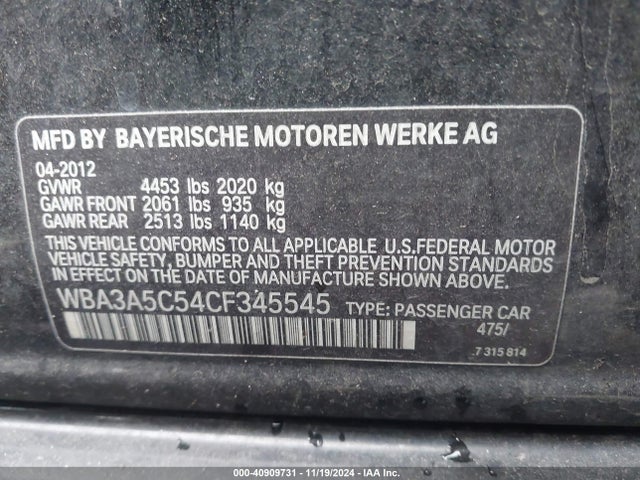 MFD BY BAYERISCHE MOTOREN WERKE AG
04-2012
GVWR 4453 lbs 2020 kg
GAWR FRONT 2061 lbs 935 kg
GAWR REAR 2513 lbs 1140 kg
THIS VEHICLE CONFORMS TO ALL APPLICABLE U.S.FEDERAL MOTOR
VEHICLE SAFETY, BUMPER AND THEFT PREVENTION STANDARDS
IN EFFECT ON THE DATE OF MANUFACTURE SHOWN ABOVE.
WBA3A5C54CF345545 TYPE: PASSENGER CAR
475/
7 315 814
000-40909731 - 11/19/2024 - IAA Inc.